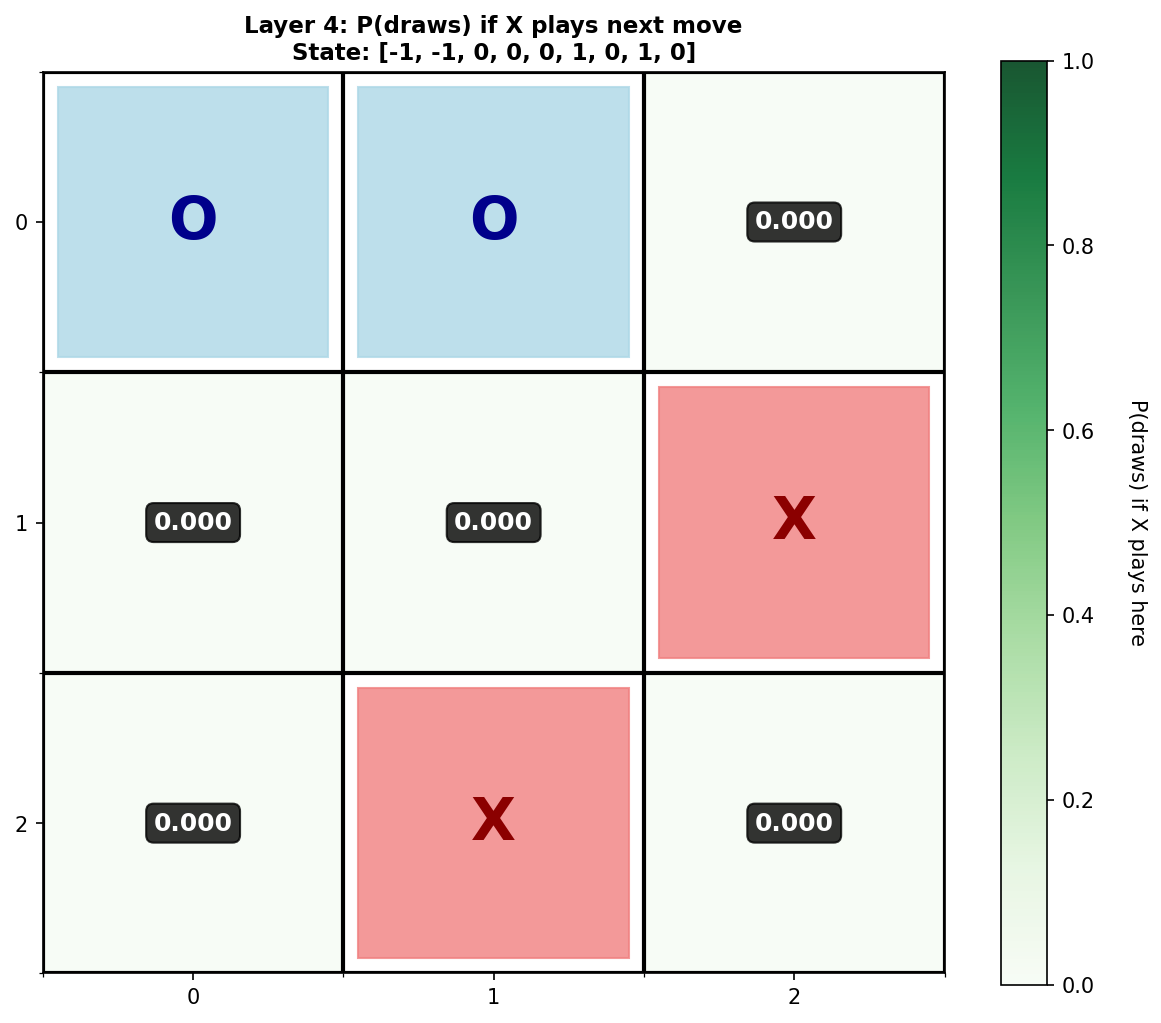 Layer 4: P(draws) if X plays next move
State: [-1, -1, 0, 0, 0, 1, 0, 1, 0]
1.0
0.8
0.6
0.4
0.2
0.0
P(draws) if X plays here
0
O
O
0.000
1
0.000
0.000
X
2
0.000
X
0.000
0
1
2